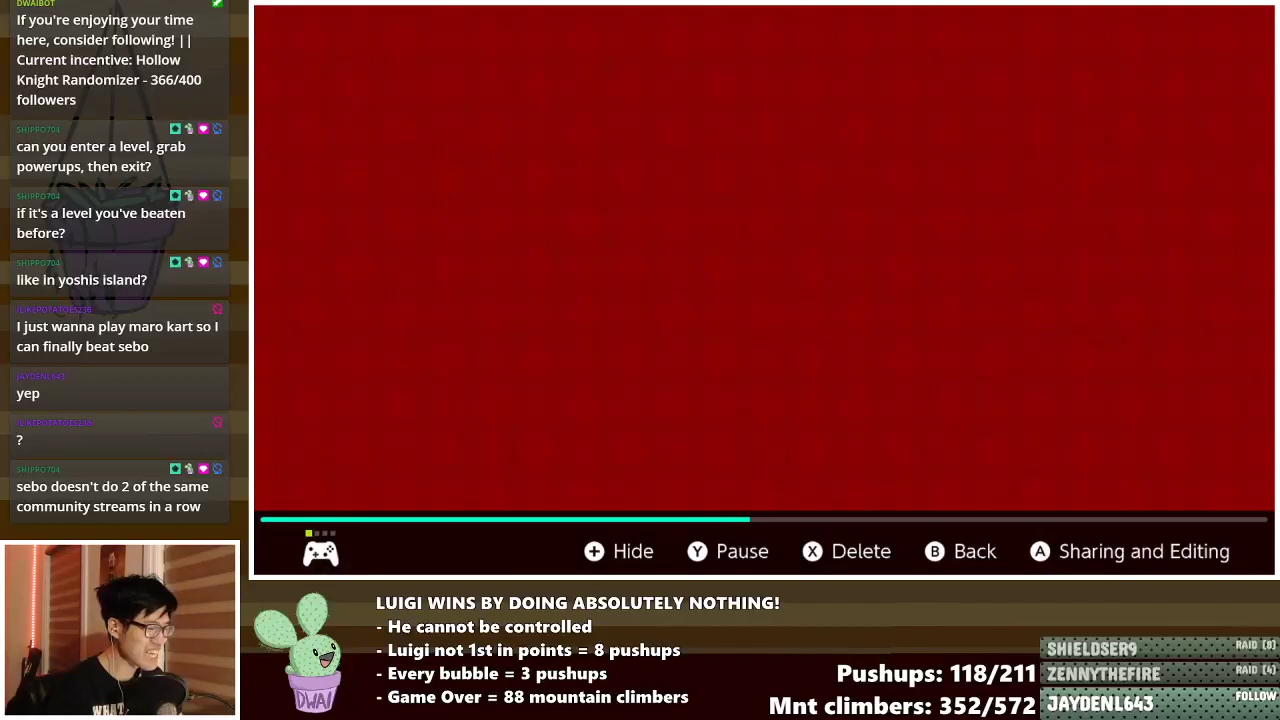 DWAIBOT
If you're enjoying your time
here, consider following! ||
Current incentive: Hollow
Knight Randomizer - 366/400
followers
SHIPPO704
can you enter a level, grab
powerups, then exit?
SHIPPO704
if it's a level you've beaten
before?
SHIPPO704
like in yoshis island?
ILIKEPOTATOES236
I just wanna play maro kart so I
can finally beat sebo
JAYDENL643
yep
ILIKEPOTATOES236
?
SHIPPO704
sebo doesn't do 2 of the same
community streams in a row
+ Hide
Y Pause
X Delete
B Back
A Sharing and Editing
LUIGI WINS BY DOING ABSOLUTELY NOTHING!
- He cannot be controlled
- Luigi not 1st in points = 8 pushups
- Every bubble = 3 pushups
- Game Over = 88 mountain climbers
DWAI
Pushups: 118/211
Mnt climbers: 352/572
SHIELDSER9 RAID [8]
ZENNYTHEFIRE RAID [4]
JAYDENL643 FOLLOW